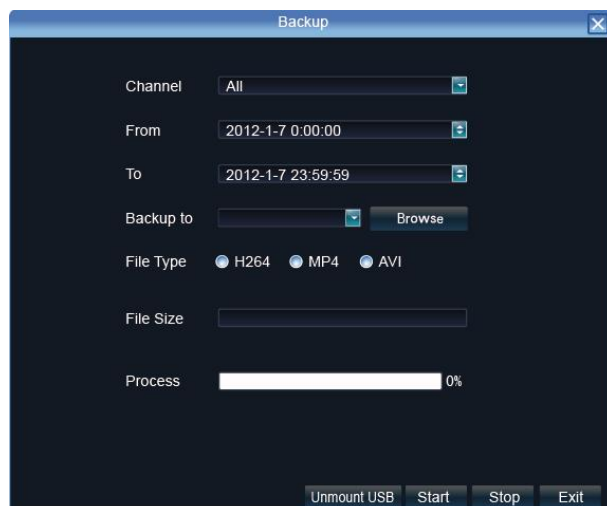 Backup
Channel All
From 2012-1-7 0:00:00
To 2012-1-7 23:59:59
Backup to Browse
File Type H264 MP4 AVI
File Size
Process 0%
Unmount USB Start Stop Exit